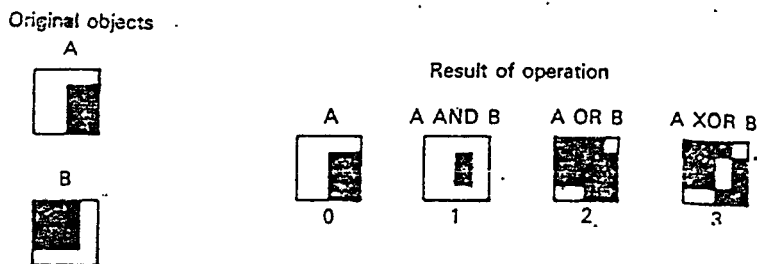 Original objects
A
B
Result of operation
A
A AND B
A OR B
A XOR B
0
1
2
3